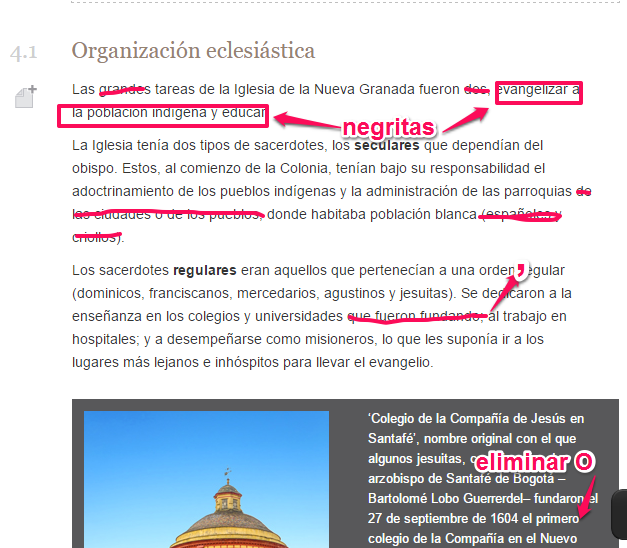 4.1 Organización eclesiástica
Las grandes tareas de la Iglesia de la Nueva Granada fueron dos, evangelizar a
la población indígena y educar
negritas
La Iglesia tenía dos tipos de sacerdotes, los seculares que dependían del
obispo. Estos, al comienzo de la Colonia, tenían bajo su responsabilidad el
adoctrinamiento de los pueblos indígenas y la administración de las parroquias de
las ciudades o de los pueblos, donde habitaba población blanca (españoles y
criollos).
Los sacerdotes regulares eran aquellos que pertenecían a una orden regular
,
(dominicos, franciscanos, mercedarios, agustinos y jesuitas). Se dedicaron a la
enseñanza en los colegios y universidades que fueron fundando; al trabajo en
hospitales; y a desempeñarse como misioneros, lo que les suponía ir a los
lugares más lejanos e inhóspitos para llevar el evangelio.
‘Colegio de la Compañía de Jesús en
Santafé’, nombre original con el que
algunos jesuitas,
eliminar O
arzobispo de Santafé de Bogotá –
Bartolomé Lobo Guerrerdel– fundaron el
27 de septiembre de 1604 el primero
colegio de la Compañía en el Nuevo